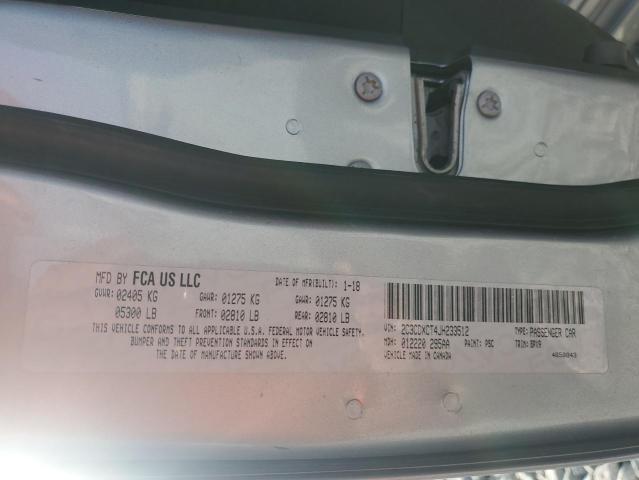 MFD BY FCA US LLC DATE OF MFR(BUILT): 1-18
GVWR: 02405 KG GAWR: 01275 KG GAWR: 01275 KG
05300 LB FRONT: 02810 LB REAR: 02810 LB
THIS VEHICLE CONFORMS TO ALL APPLICABLE U.S.A. FEDERAL MOTOR VEHICLE SAFETY,
BUMPER AND THEFT PREVENTION STANDARDS IN EFFECT ON
THE DATE OF MANUFACTURE SHOWN ABOVE.
VIN: 2C3CDXCT4JH233512 TYPE: PASSENGER CAR
MDH: 012220 295AA PAINT: PSC TRIM: BPX9
VEHICLE MADE IN CANADA